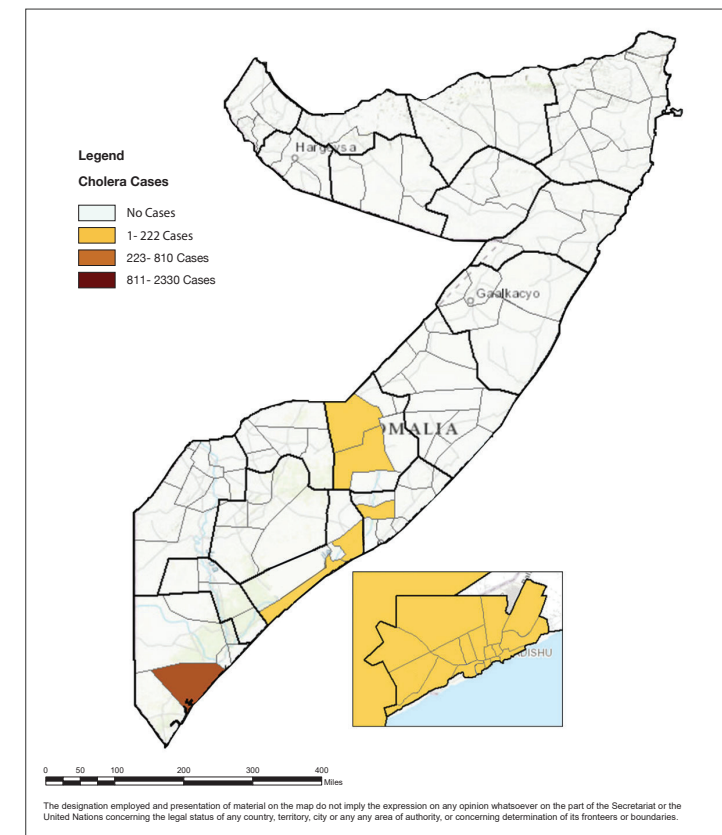 Hargeysa
Legend
Cholera Cases
No Cases
1- 222 Cases
223- 810 Cases
811- 2330 Cases
Gaalkacyo
OMALIA
DISHU
0 50 100 200 300 400
Miles
The designation employed and presentation of material on the map do not imply the expression on any opinion whatsoever on the part of the Secretariat or the
United Nations concerning the legal status of any country, territory, city or any any area of authority, or concerning determination of its fronteers or boundaries.